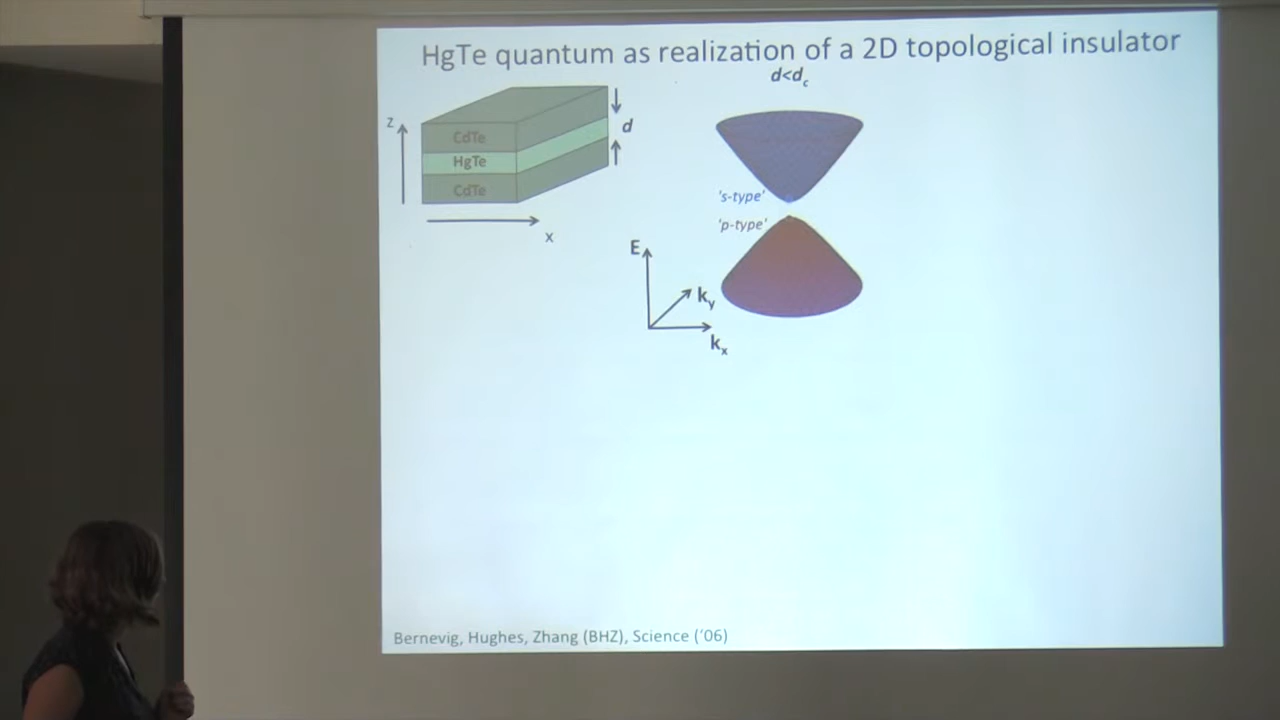 HgTe quantum as realization of a 2D topological insulator
d<dc
z
CdTe
HgTe
CdTe
d
x
's-type'
'p-type'
E
ky
kx
Bernevig, Hughes, Zhang (BHZ), Science ('06)